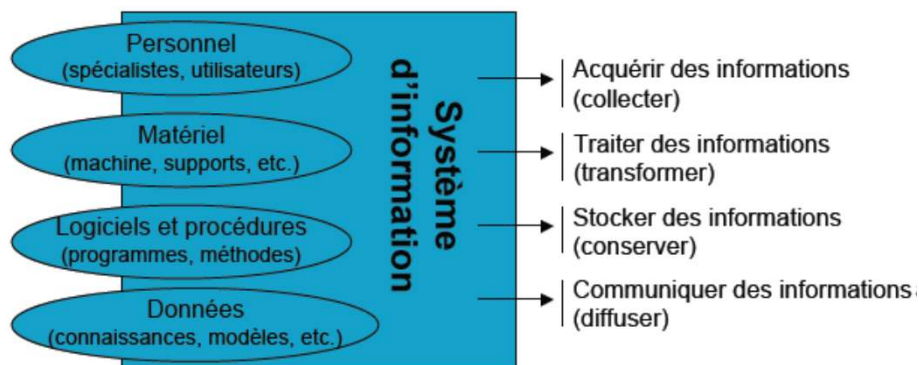 Personnel
(spécialistes, utilisateurs)
Matériel
(machine, supports, etc.)
Logiciels et procédures
(programmes, méthodes)
Données
(connaissances, modèles, etc.)
Système
d'information
Acquérir des informations
(collecter)
Traiter des informations
(transformer)
Stocker des informations
(conserver)
Communiquer des informations
(diffuser)